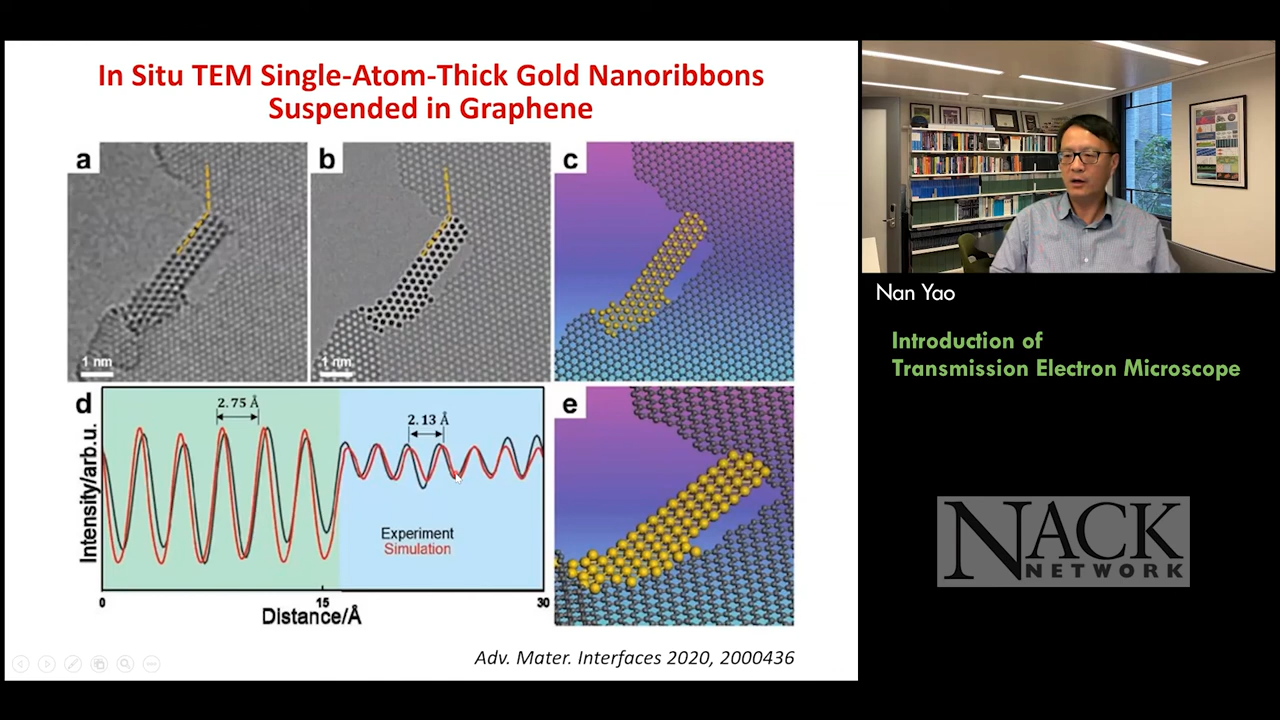 In Situ TEM Single-Atom-Thick Gold Nanoribbons
Suspended in Graphene
a
b
c
1 nm
1 nm
d
2.75 Å
2.13 Å
e
Intensity/arb.u.
Experiment
Simulation
0
15
30
Distance/Å
Adv. Mater. Interfaces 2020, 2000436
Nan Yao
Introduction of
Transmission Electron Microscope
NACK
NETWORK